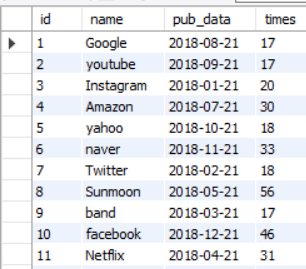 id name pub_data times
1 Google 2018-08-21 17
2 youtube 2018-09-21 17
3 Instagram 2018-01-21 20
4 Amazon 2018-07-21 30
5 yahoo 2018-10-21 18
6 naver 2018-11-21 33
7 Twitter 2018-02-21 18
8 Sunmoon 2018-05-21 56
9 band 2018-03-21 17
10 facebook 2018-12-21 46
11 Netflix 2018-04-21 31